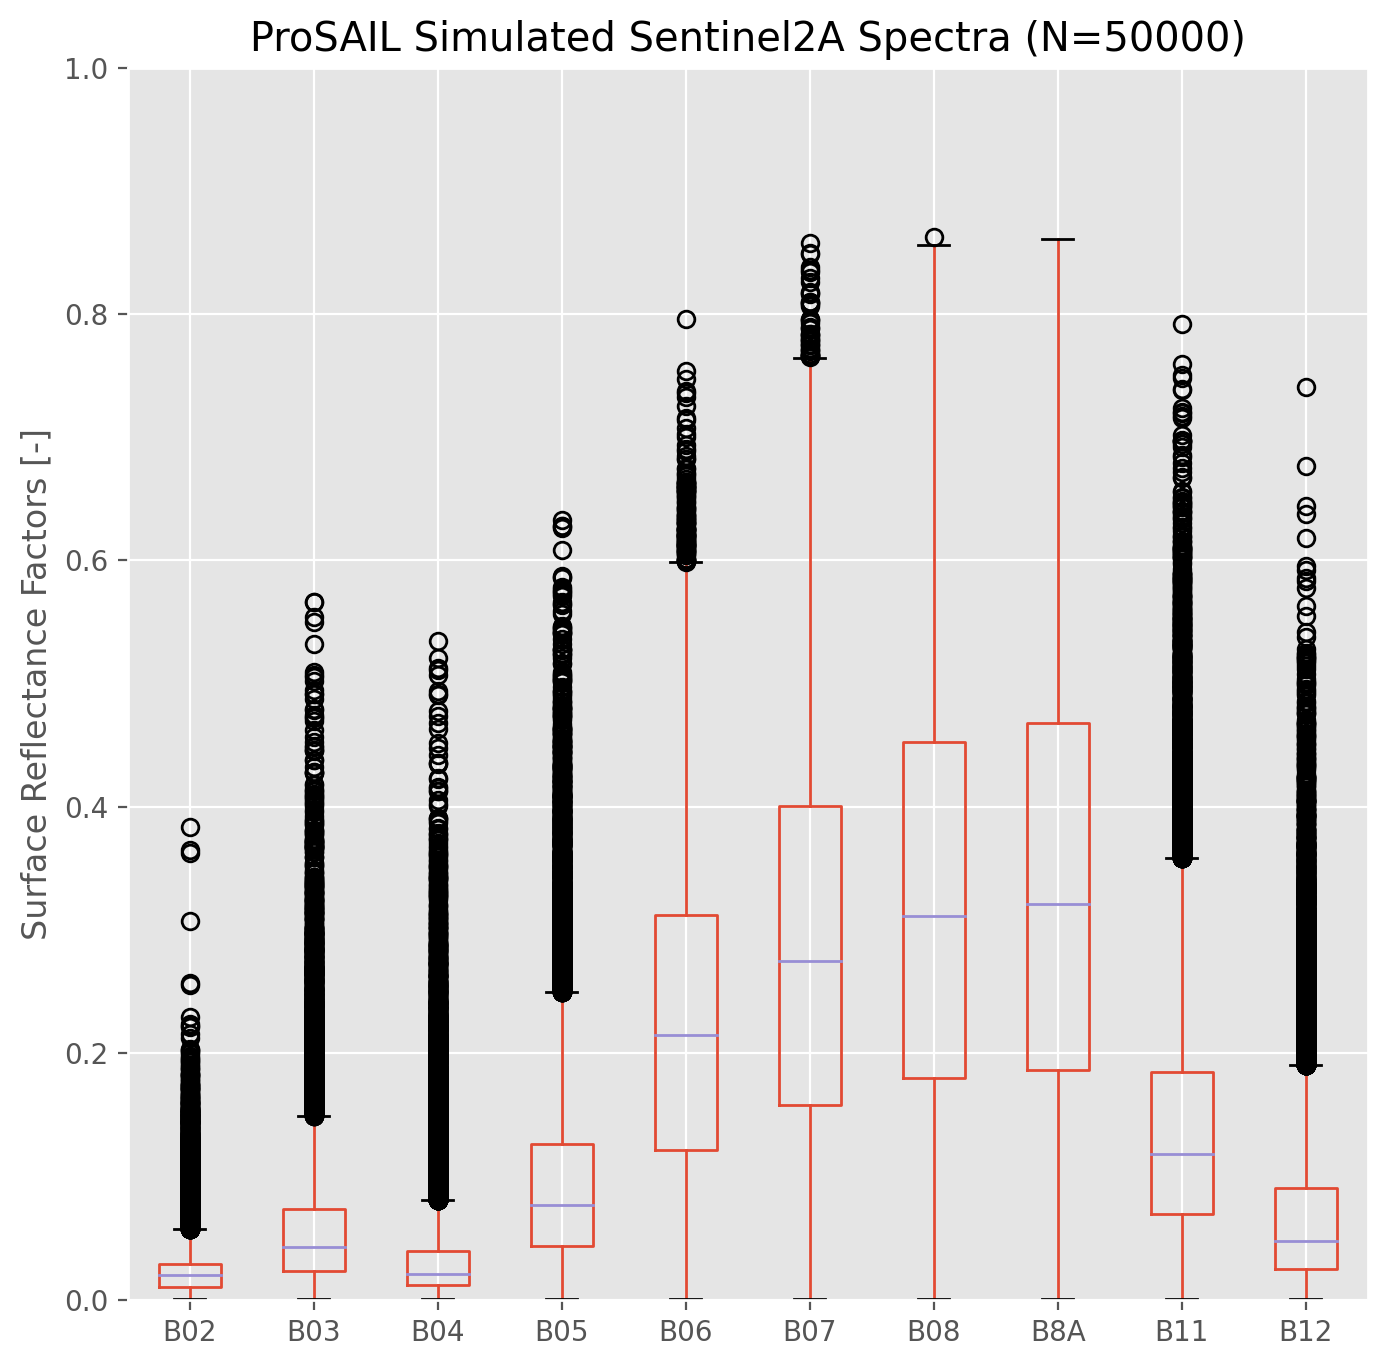 ProSAIL Simulated Sentinel2A Spectra (N=50000)
Surface Reflectance Factors [-]
1.0
0.8
0.6
0.4
0.2
0.0
B02 B03 B04 B05 B06 B07 B08 B8A B11 B12